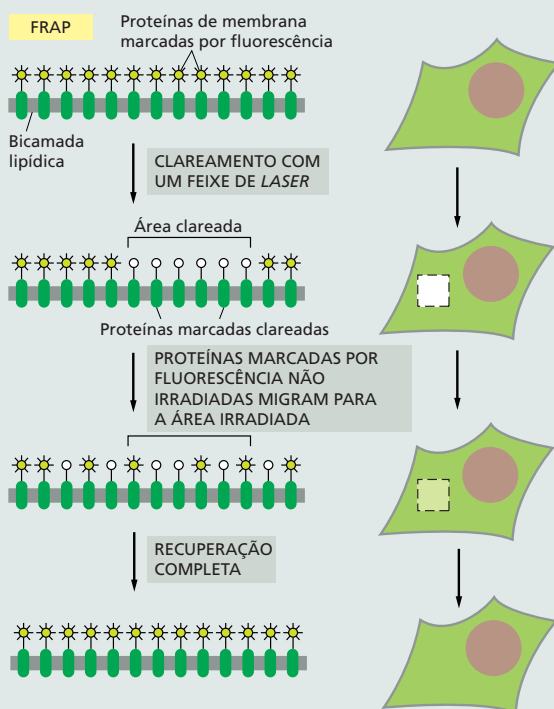 FRAP
Proteínas de membrana
marcadas por fluorescência
Bicamada
lipídica
CLAREAMENTO COM
UM FEIXE DE LASER
Área clareada
Proteínas marcadas clareadas
PROTEÍNAS MARCADAS POR
FLUORESCÊNCIA NÃO
IRRADIADAS MIGRAM PARA
A ÁREA IRRADIADA
RECUPERAÇÃO
COMPLETA